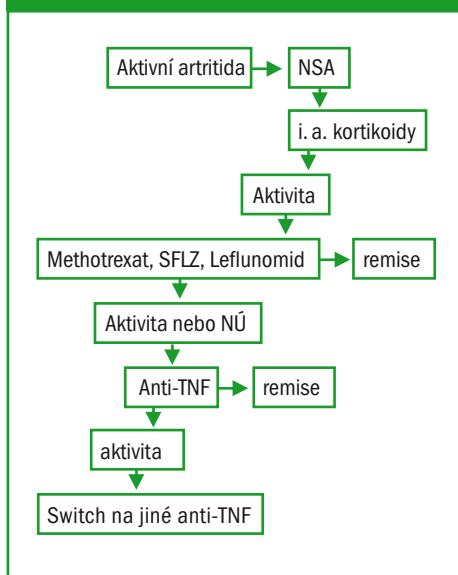 Aktivní artritida
NSA
i. a. kortikoidy
Aktivita
Methotrexat, SFLZ, Leflunomid
remise
Aktivita nebo NÚ
Anti-TNF
remise
aktivita
Switch na jiné anti-TNF